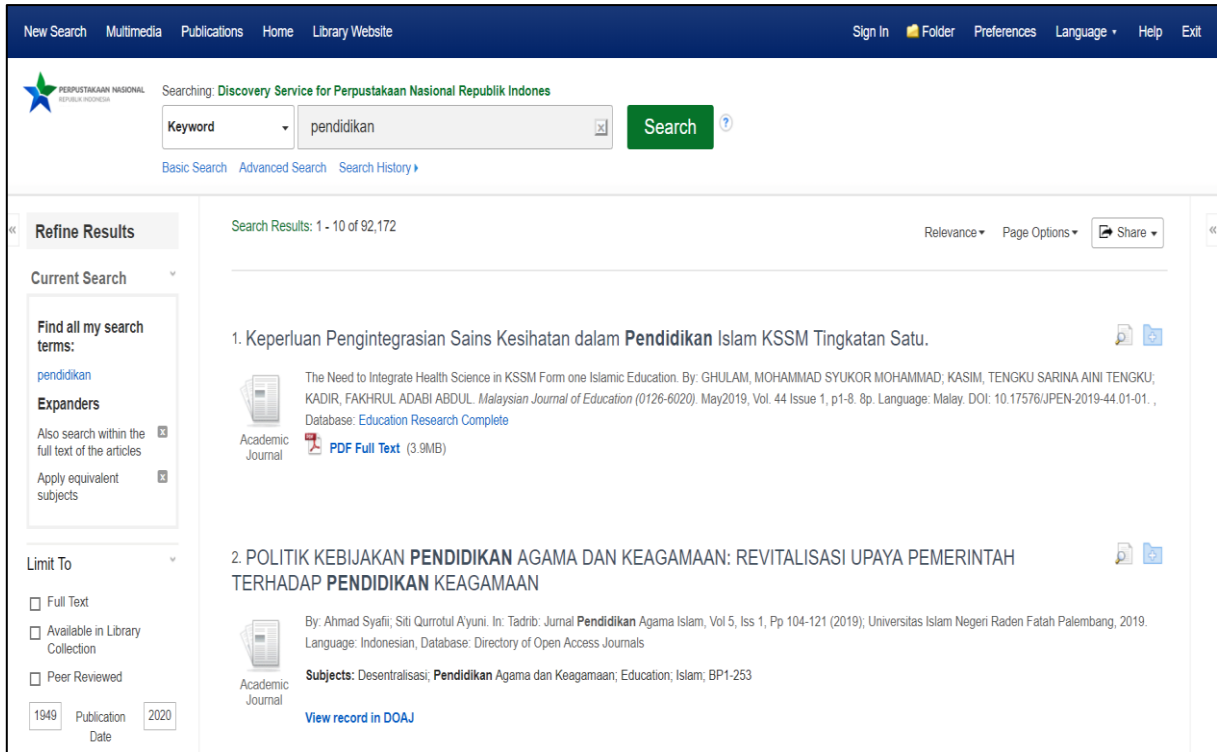 New Search Multimedia Publications Home Library Website Sign In Folder Preferences Language Help Exit
PERPUSTAKAAN NASIONAL
REPUBLIK INDONESIA
Searching: Discovery Service for Perpustakaan Nasional Republik Indones
Keyword pendidikan x Search ?
Basic Search Advanced Search Search History
« Refine Results
Search Results: 1 - 10 of 92,172
Relevance Page Options Share «
Current Search
Find all my search
terms:
pendidikan
Expanders
Also search within the x
full text of the articles
Apply equivalent x
subjects
Limit To
Full Text
Available in Library
Collection
Peer Reviewed
1949 Publication 2020
Date
1. Keperluan Pengintegrasian Sains Kesihatan dalam Pendidikan Islam KSSM Tingkatan Satu.
The Need to Integrate Health Science in KSSM Form one Islamic Education. By: GHULAM, MOHAMMAD SYUKOR MOHAMMAD; KASIM, TENGKU SARINA AINI TENGKU;
KADIR, FAKHRUL ADABI ABDUL. Malaysian Journal of Education (0126-6020). May2019, Vol. 44 Issue 1, p1-8. 8p. Language: Malay. DOI: 10.17576/JPEN-2019-44.01-01. ,
Database: Education Research Complete
Academic
Journal
PDF Full Text (3.9MB)
2. POLITIK KEBIJAKAN PENDIDIKAN AGAMA DAN KEAGAMAAN: REVITALISASI UPAYA PEMERINTAH
TERHADAP PENDIDIKAN KEAGAMAAN
By: Ahmad Syafii; Siti Qurrotul A'yuni. In: Tadrib: Jurnal Pendidikan Agama Islam, Vol 5, Iss 1, Pp 104-121 (2019); Universitas Islam Negeri Raden Fatah Palembang, 2019.
Language: Indonesian, Database: Directory of Open Access Journals
Subjects: Desentralisasi; Pendidikan Agama dan Keagamaan; Education; Islam; BP1-253
Academic
Journal
View record in DOAJ